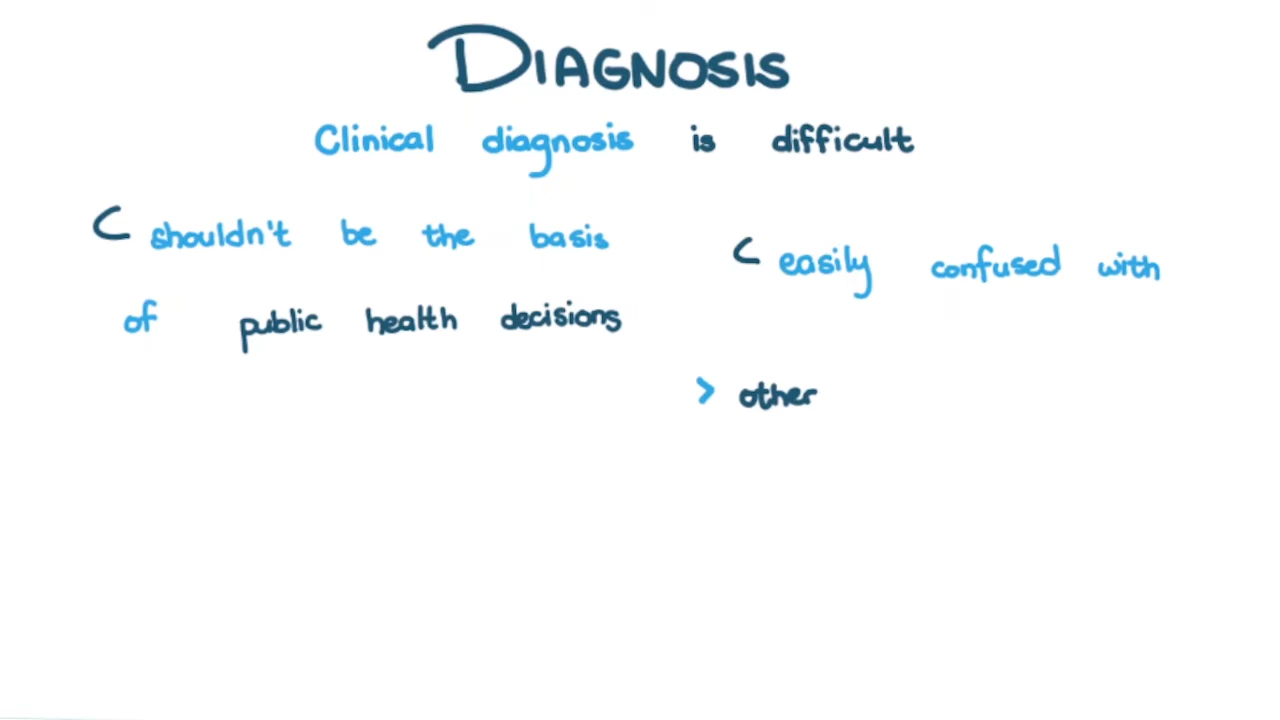 DIAGNOSIS
Clinical diagnosis is difficult
shouldn't be the basis
of public health decisions
easily confused with
> other